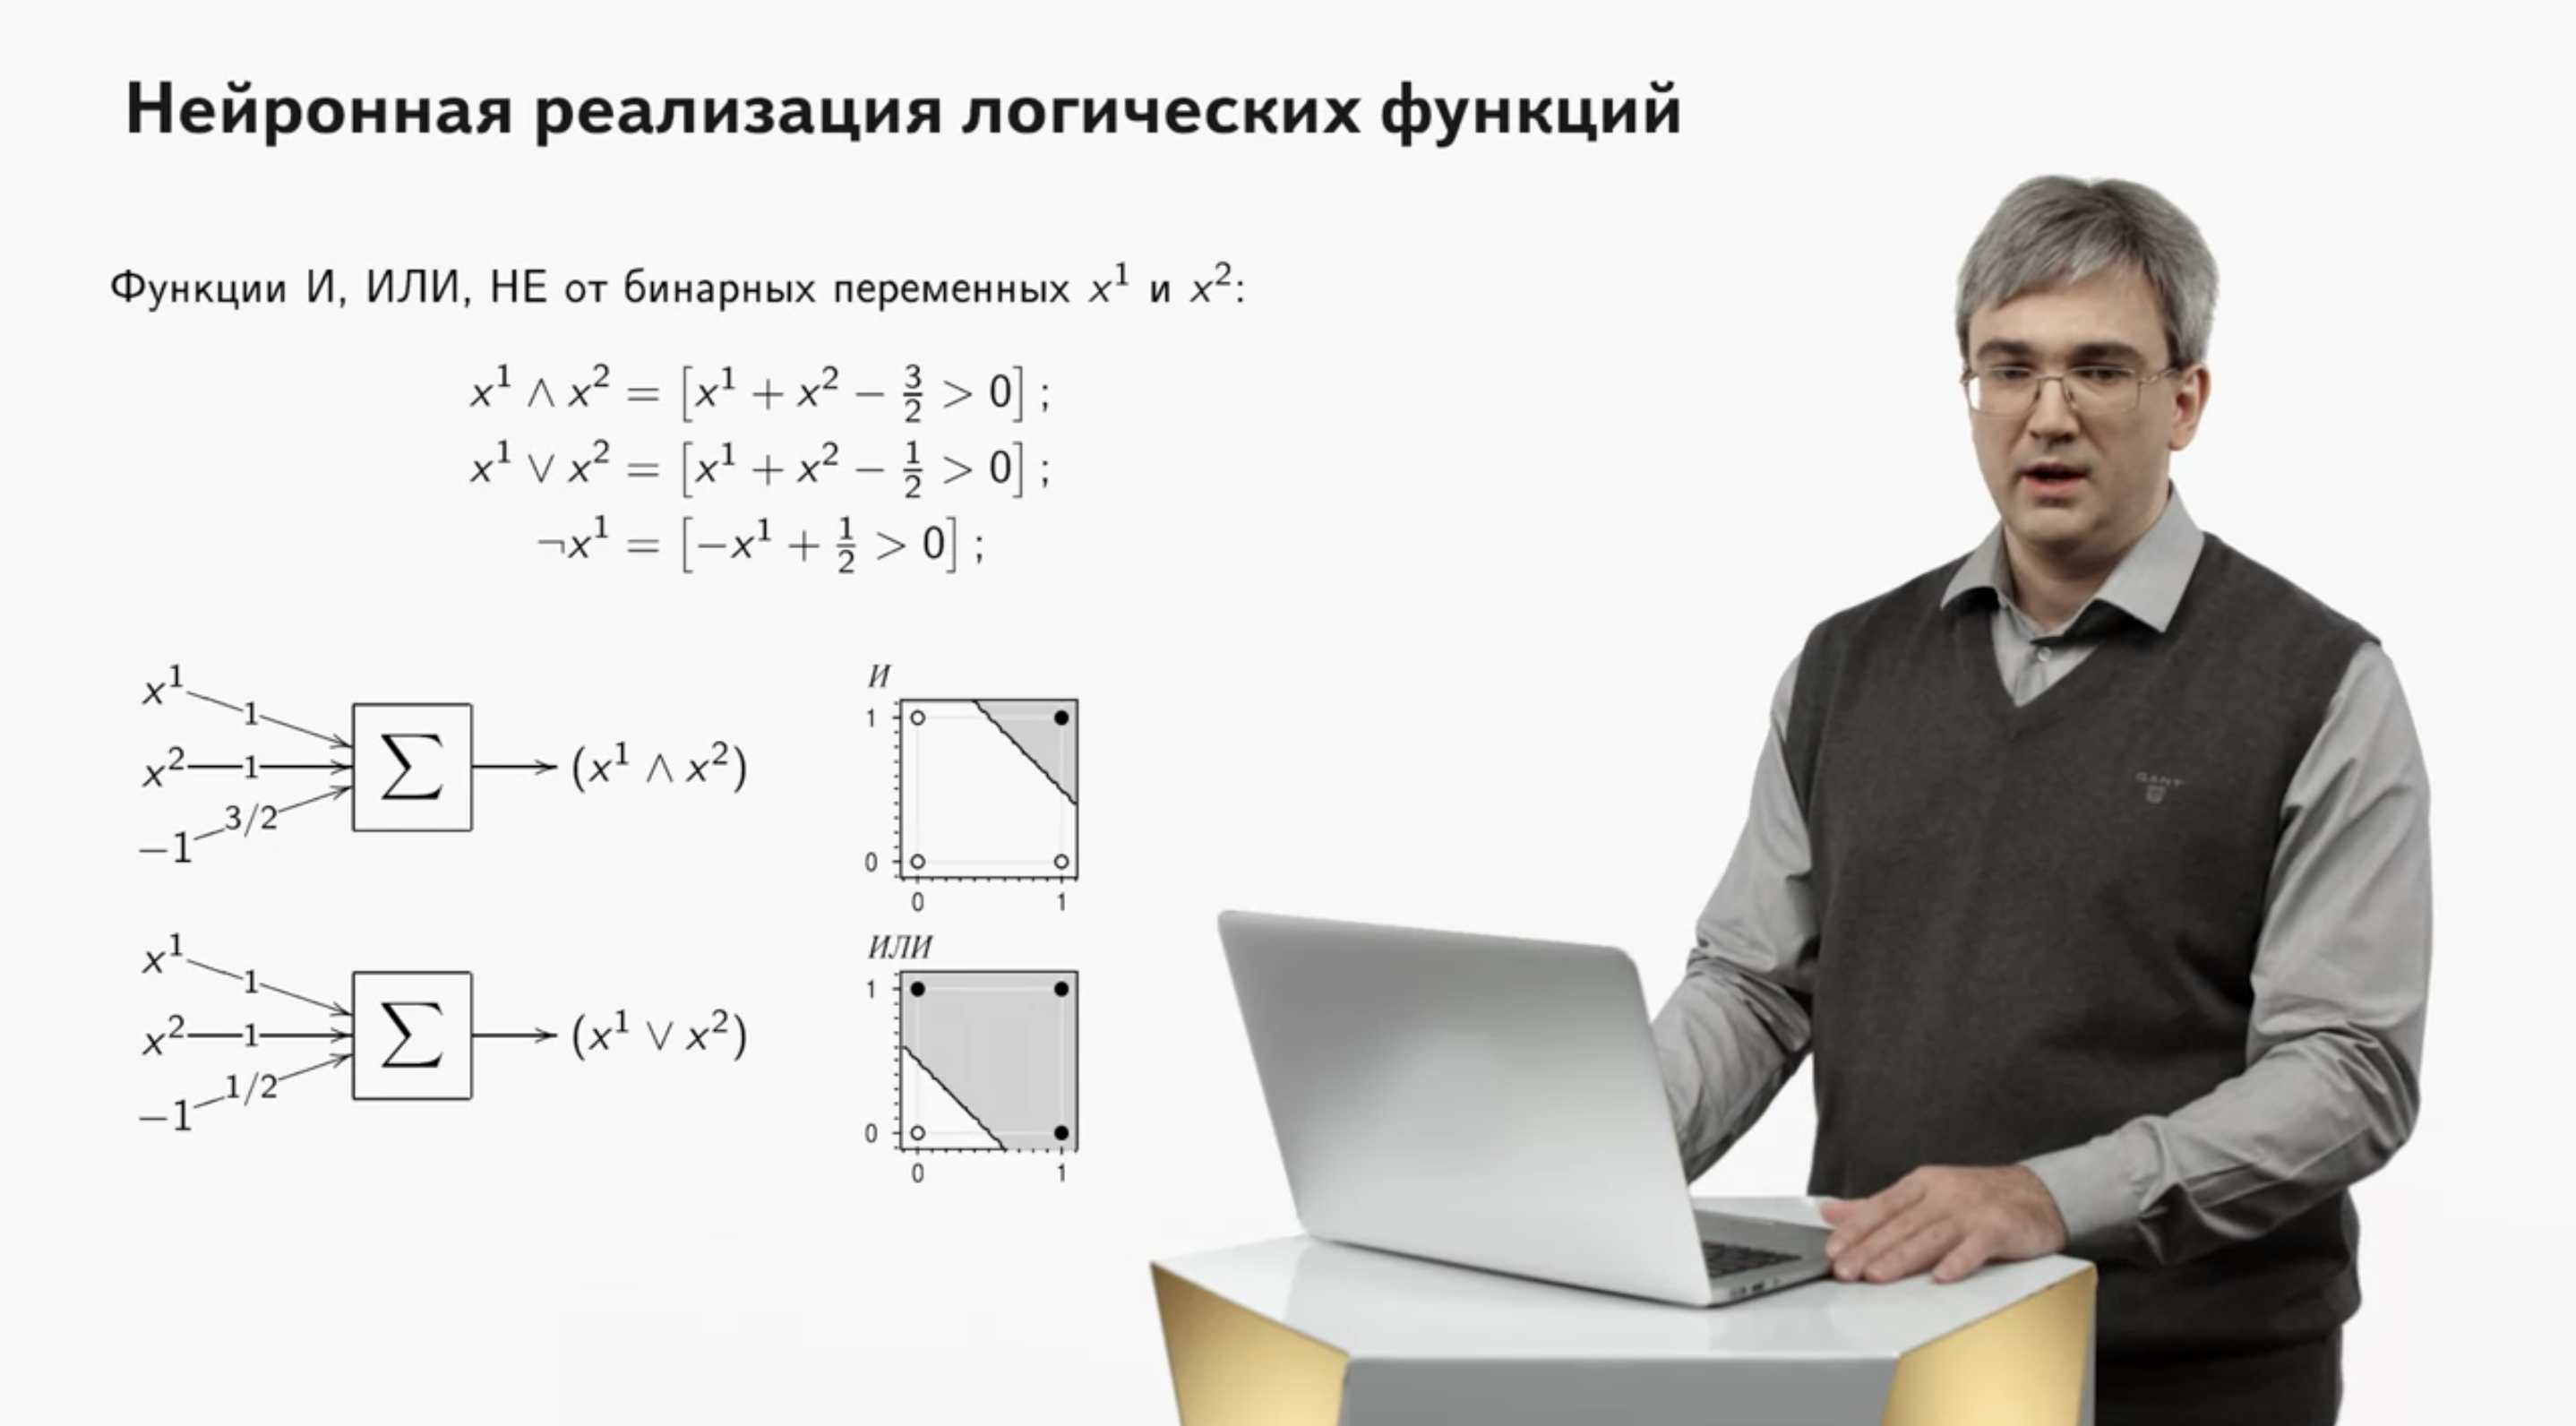 Нейронная реализация логических функций
Функции И, ИЛИ, НЕ от бинарных переменных x¹ и x²:
x¹ ∧ x² = [x¹ + x² − 3/2 > 0] ;
x¹ ∨ x² = [x¹ + x² − 1/2 > 0] ;
¬x¹ = [−x¹ + 1/2 > 0] ;
x¹ 1
x² 1 ∑ (x¹ ∧ x²)
−1 3/2
И
1
0
0 1
x¹ 1
x² 1 ∑ (x¹ ∨ x²)
−1 1/2
ИЛИ
1
0
0 1
GANT